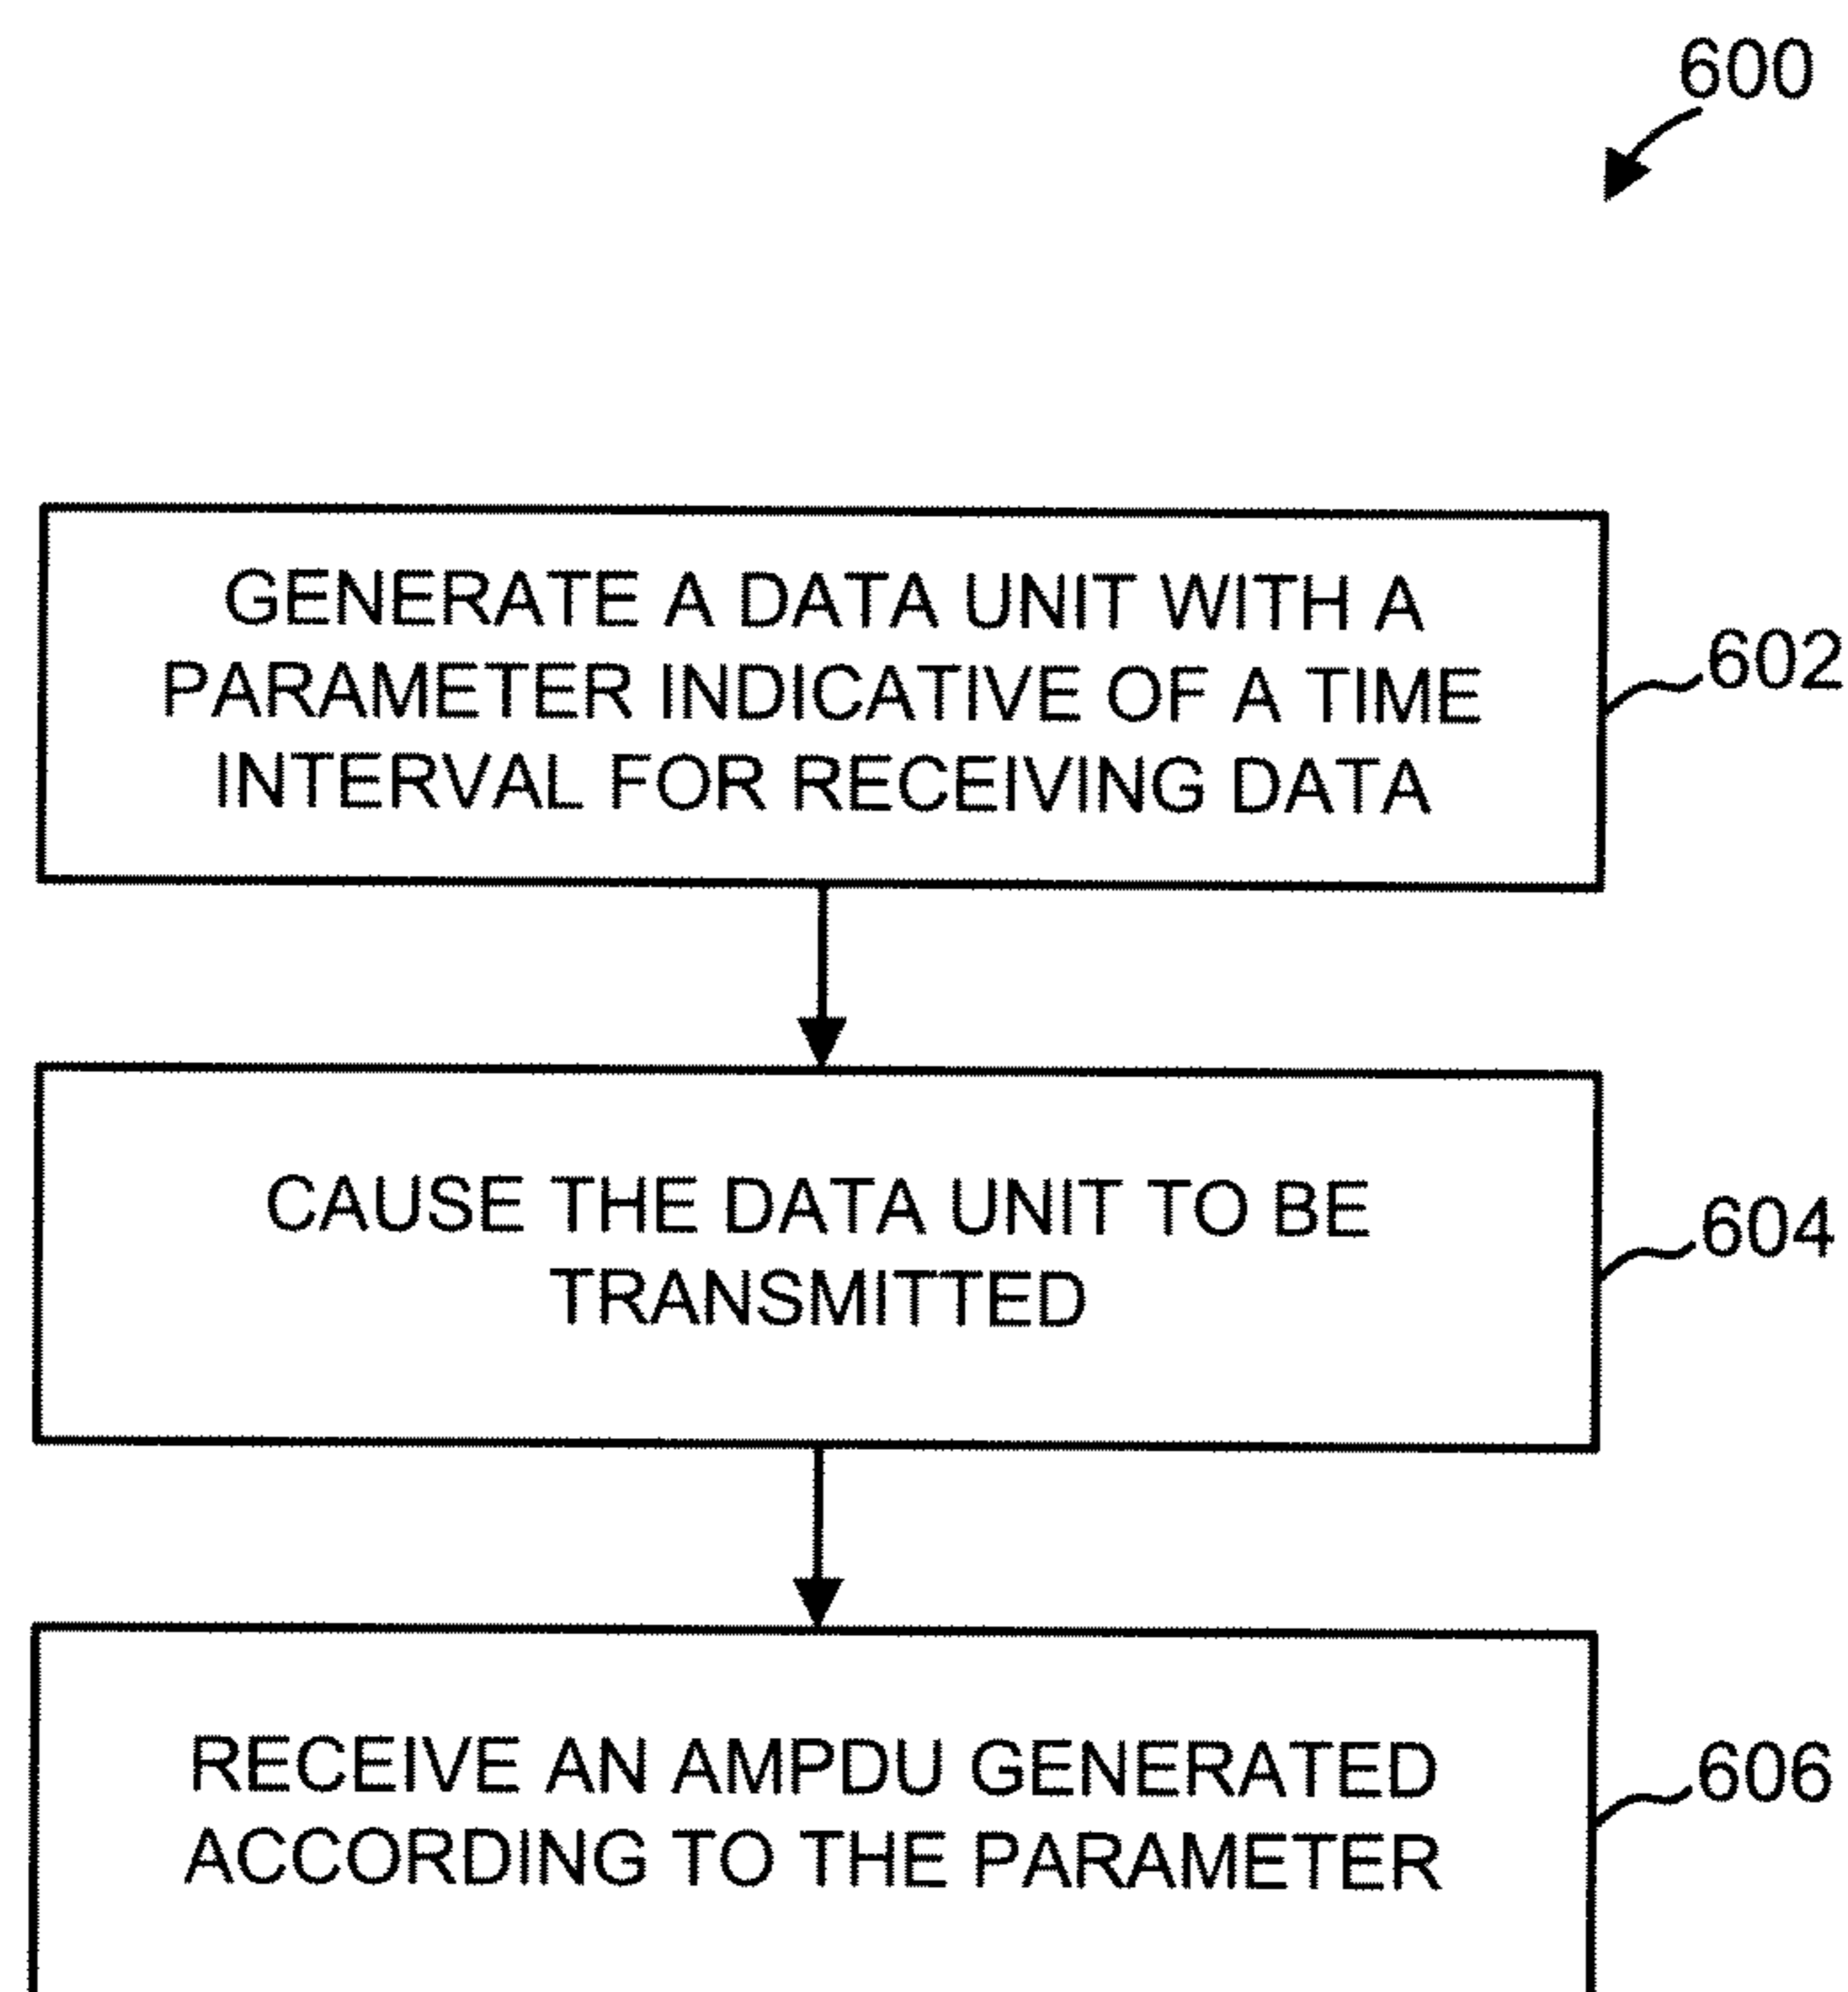 600
GENERATE A DATA UNIT WITH A
PARAMETER INDICATIVE OF A TIME
INTERVAL FOR RECEIVING DATA
602
CAUSE THE DATA UNIT TO BE
TRANSMITTED
604
RECEIVE AN AMPDU GENERATED
ACCORDING TO THE PARAMETER
606